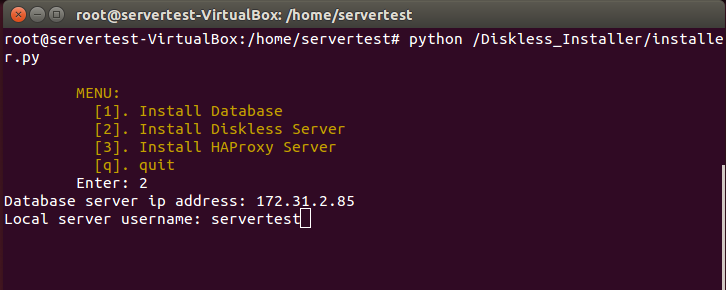 root@servertest-VirtualBox: /home/servertest
root@servertest-VirtualBox:/home/servertest# python /Diskless_Installer/installe
r.py
MENU:
[1]. Install Database
[2]. Install Diskless Server
[3]. Install HAProxy Server
[q]. quit
Enter: 2
Database server ip address: 172.31.2.85
Local server username: servertest